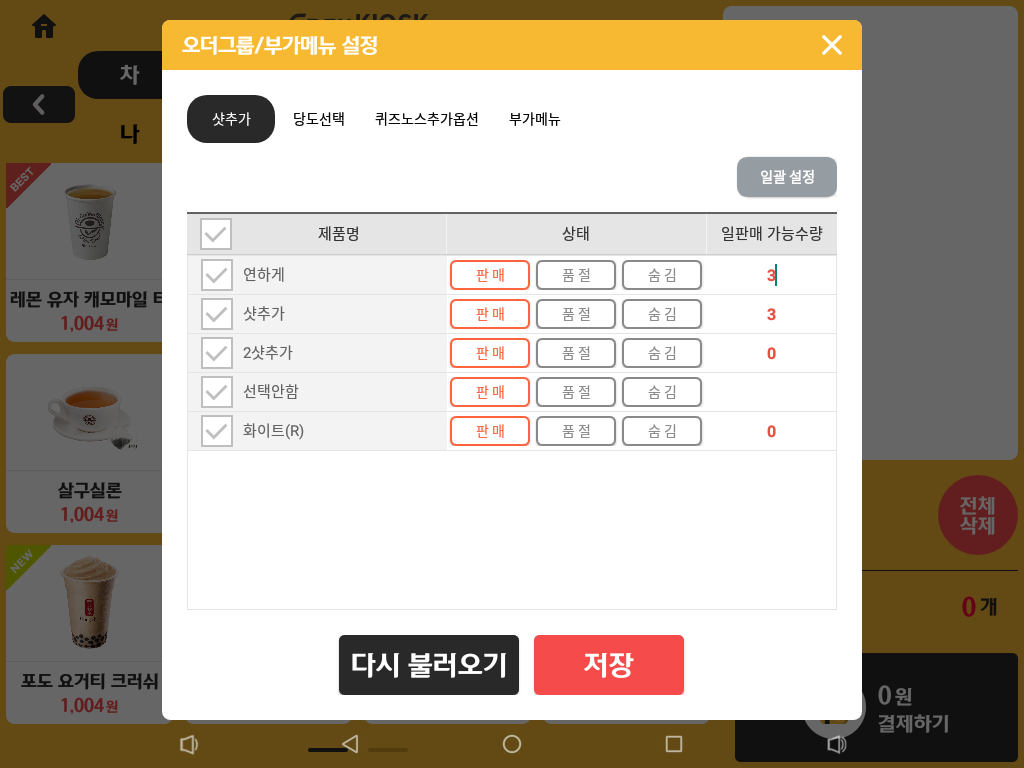 오더그룹/부가메뉴 설정
차
나
샷추가 당도선택 퀴즈노스추가옵션 부가메뉴
일괄 설정
제품명 상태 일판매 가능수량
연하게 판매 품절 숨김 3
샷추가 판매 품절 숨김 3
2샷추가 판매 품절 숨김 0
선택안함 판매 품절 숨김
화이트(R) 판매 품절 숨김 0
다시 불러오기 저장
BEST
레몬 유자 캐모마일 티
1,004원
살구실론
1,004원
NEW
포도 요거티 크러쉬
1,004원
전체
삭제
0 개
0 원
결제하기